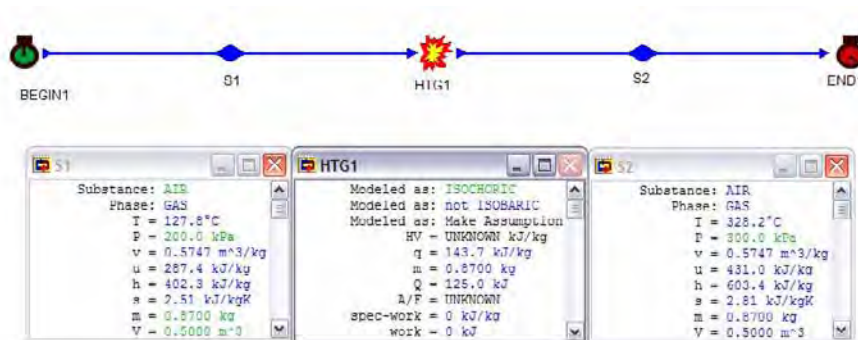 BEGIN1
S1
HTG1
S2
END
S1
Substance: AIR
Phase: GAS
T = 127.8°C
P = 200.0 kPa
v = 0.5747 m^3/kg
u = 287.4 kJ/kg
h = 402.3 kJ/kg
s = 2.51 kJ/kgK
m = 0.8700 kg
V = 0.5000 m^3
HTG1
Modeled as: ISOCHORIC
Modeled as: not ISOBARIC
Modeled as: Make Assumption
HV = UNKNOWN kJ/kg
q = 143.7 kJ/kg
m = 0.8700 kg
Q = 125.0 kJ
A/F = UNKNOWN
spec-work = 0 kJ/kg
work = 0 kJ
S2
Substance: AIR
Phase: GAS
T = 328.2°C
P = 300.0 kPa
v = 0.5747 m^3/kg
u = 431.0 kJ/kg
h = 603.4 kJ/kg
s = 2.81 kJ/kgK
m = 0.8700 kg
V = 0.5000 m^3